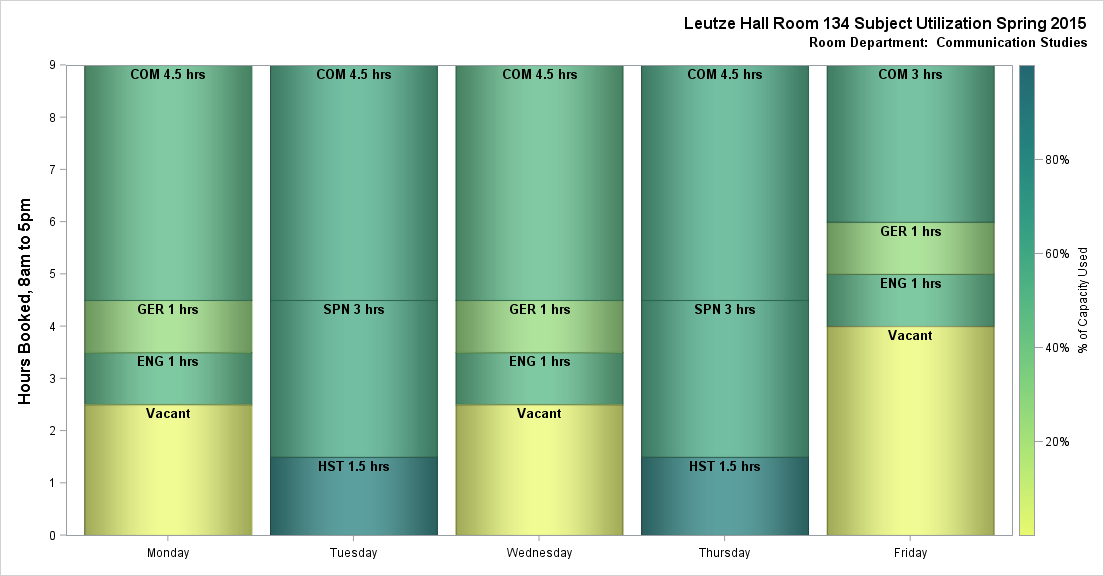 Leutze Hall Room 134 Subject Utilization Spring 2015
Room Department:  Communication Studies
Hours Booked, 8am to 5pm
9
8
7
6
5
4
3
2
1
0
COM 4.5 hrs
GER 1 hrs
ENG 1 hrs
Vacant
COM 4.5 hrs
SPN 3 hrs
HST 1.5 hrs
COM 4.5 hrs
GER 1 hrs
ENG 1 hrs
Vacant
COM 4.5 hrs
SPN 3 hrs
HST 1.5 hrs
COM 3 hrs
GER 1 hrs
ENG 1 hrs
Vacant
Monday
Tuesday
Wednesday
Thursday
Friday
80%
60%
40%
20%
% of Capacity Used